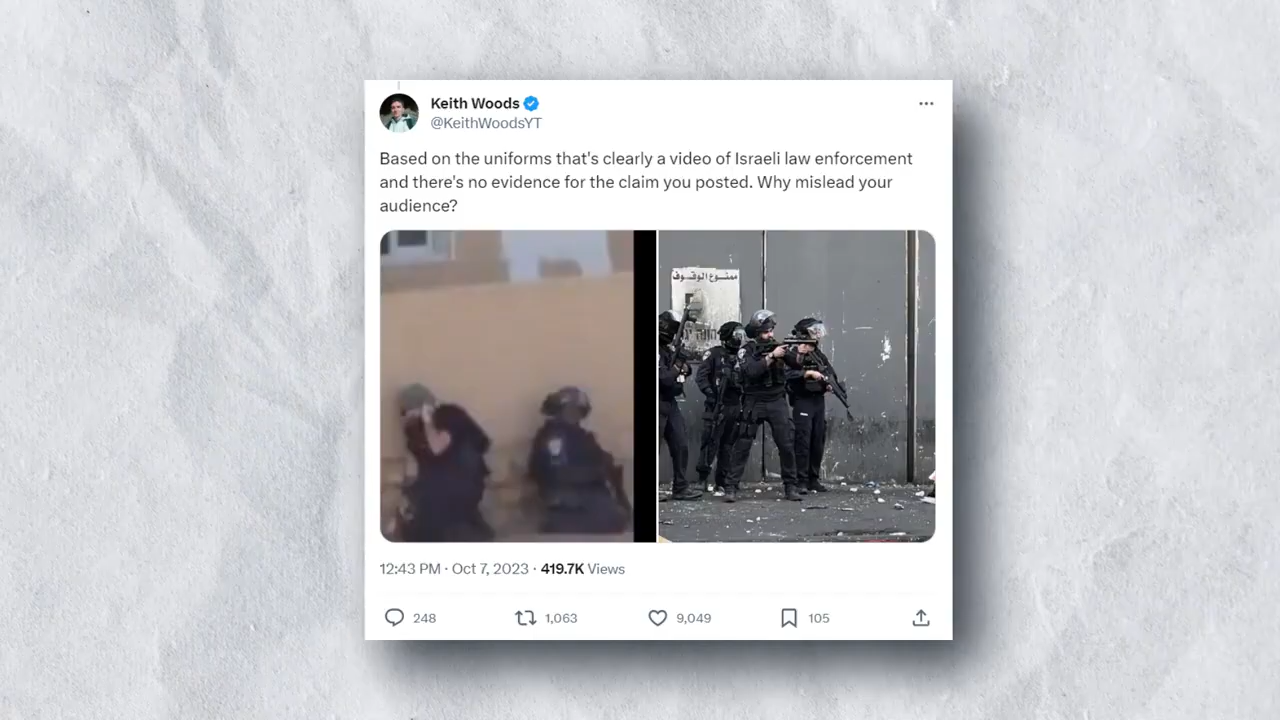 Keith Woods
@KeithWoodsYT
Based on the uniforms that's clearly a video of Israeli law enforcement
and there's no evidence for the claim you posted. Why mislead your
audience?
ممنوع الوقوف
12:43 PM · Oct 7, 2023 · 419.7K Views
248 1,063 9,049 105